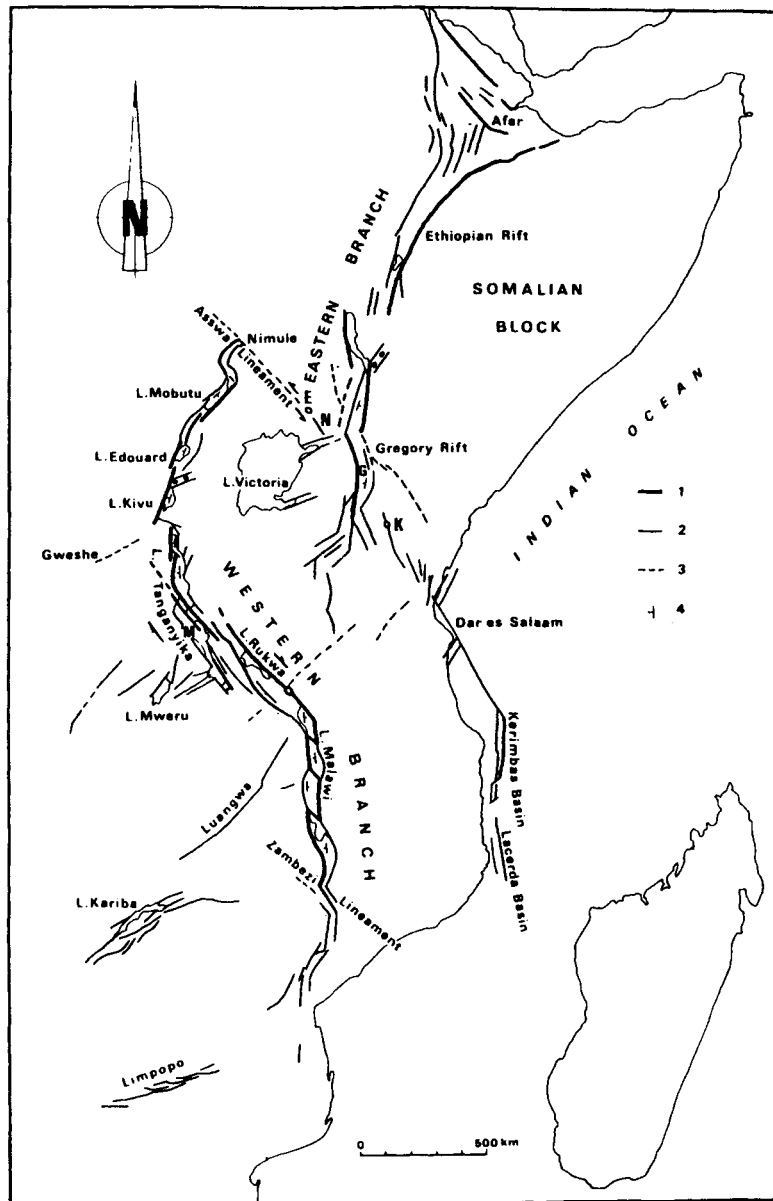 Afar
N
BRANCH
Ethiopian Rift
SOMALIAN
BLOCK
EASTERN
Asswa Lineament
Nimule
L.Mobutu
N
INDIAN OCEAN
Gregory Rift
L.Edouard
L.Victoria
G
L.Kivu
1
K
2
Gweshe
3
WESTERN
4
L. Tanganyika
M
Dar es Salaam
L.Rukwa
L.Mweru
Kerimbas Basin
L.Malawi
BRANCH
Luangwa
Lacerda Basin
Zambezi Lineament
L.Kariba
Limpopo
0 500 km